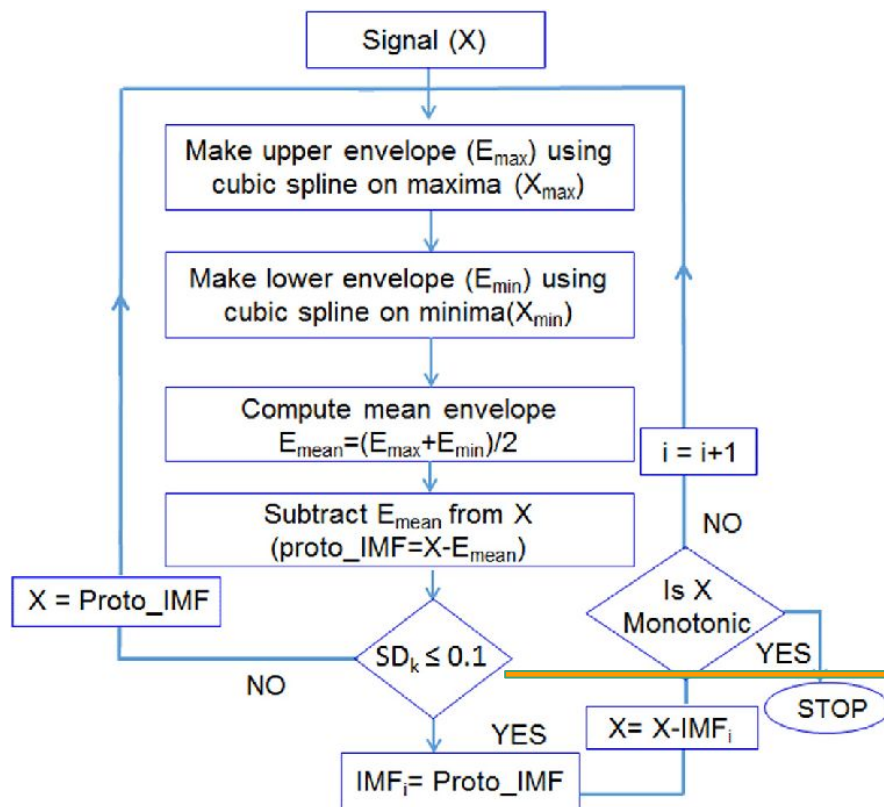 Signal (X)
Make upper envelope (Eₘₐₓ) using
cubic spline on maxima (Xₘₐₓ)
Make lower envelope (Eₘᵢₙ) using
cubic spline on minima(Xₘᵢₙ)
Compute mean envelope
Eₘₑₐₙ=(Eₘₐₓ+Eₘᵢₙ)/2
i = i+1
Subtract Eₘₑₐₙ from X
(proto_IMF=X-Eₘₑₐₙ)
NO
X = Proto_IMF
Is X
Monotonic
SDₖ ≤ 0.1
YES
NO
STOP
X= X-IMFᵢ
YES
IMFᵢ= Proto_IMF